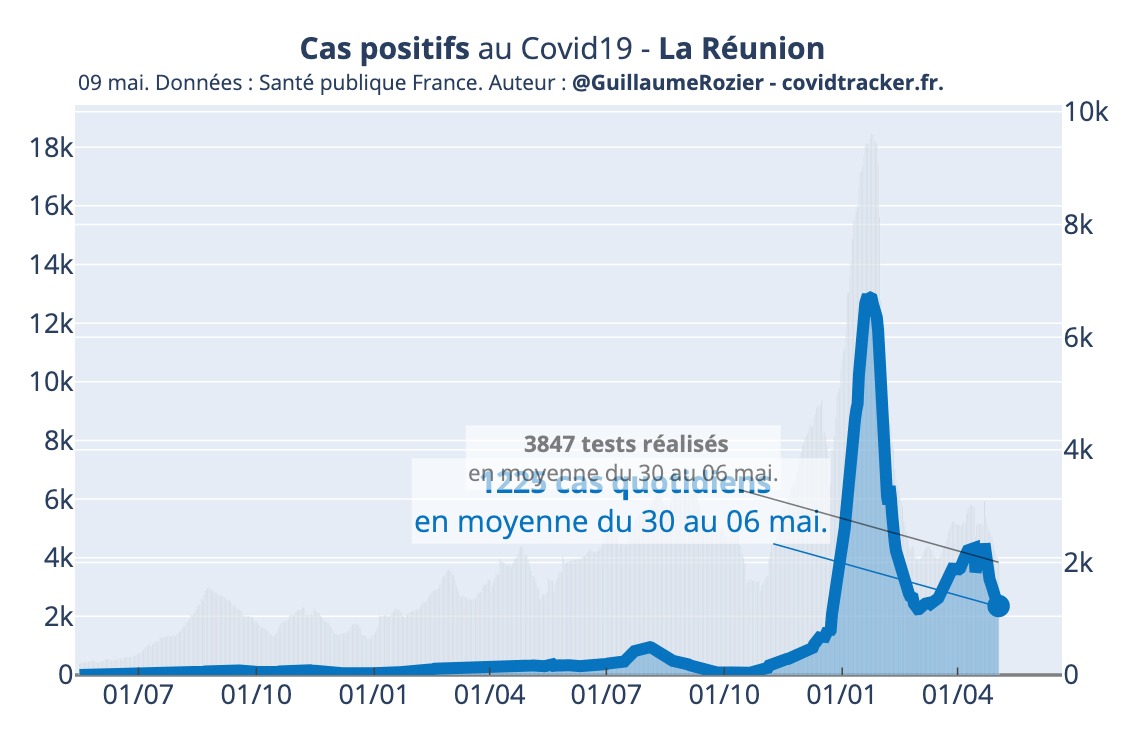 Cas positifs au Covid19 - La Réunion
09 mai. Données : Santé publique France. Auteur : @GuillaumeRozier - covidtracker.fr.
10k
18k
16k
8k
14k
12k
6k
10k
8k
4k
3847 tests réalisés
en moyenne du 30 au 06 mai.
1225 cas quotidiens
en moyenne du 30 au 06 mai.
6k
4k
2k
2k
0
0
01/07
01/10
01/01
01/04
01/07
01/10
01/01
01/04